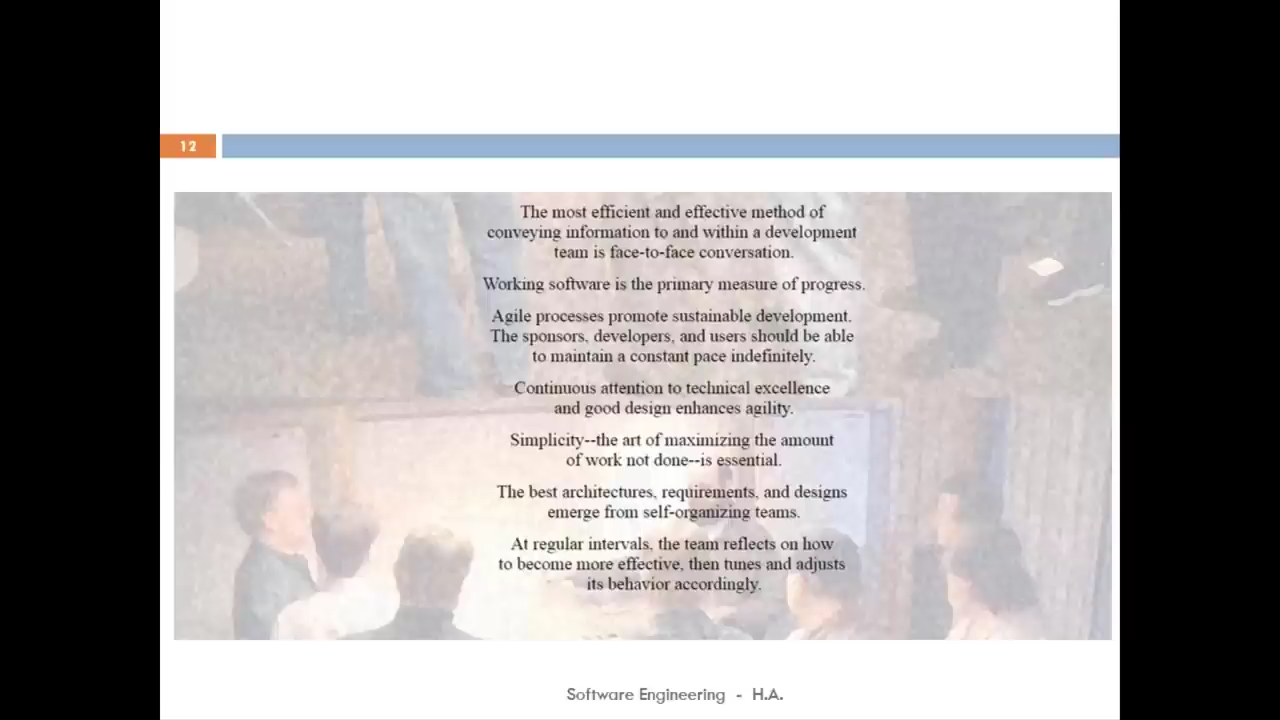 12
The most efficient and effective method of
conveying information to and within a development
team is face-to-face conversation.
Working software is the primary measure of progress.
Agile processes promote sustainable development.
The sponsors, developers, and users should be able
to maintain a constant pace indefinitely.
Continuous attention to technical excellence
and good design enhances agility.
Simplicity--the art of maximizing the amount
of work not done--is essential.
The best architectures, requirements, and designs
emerge from self-organizing teams.
At regular intervals, the team reflects on how
to become more effective, then tunes and adjusts
its behavior accordingly.
Software Engineering - H.A.